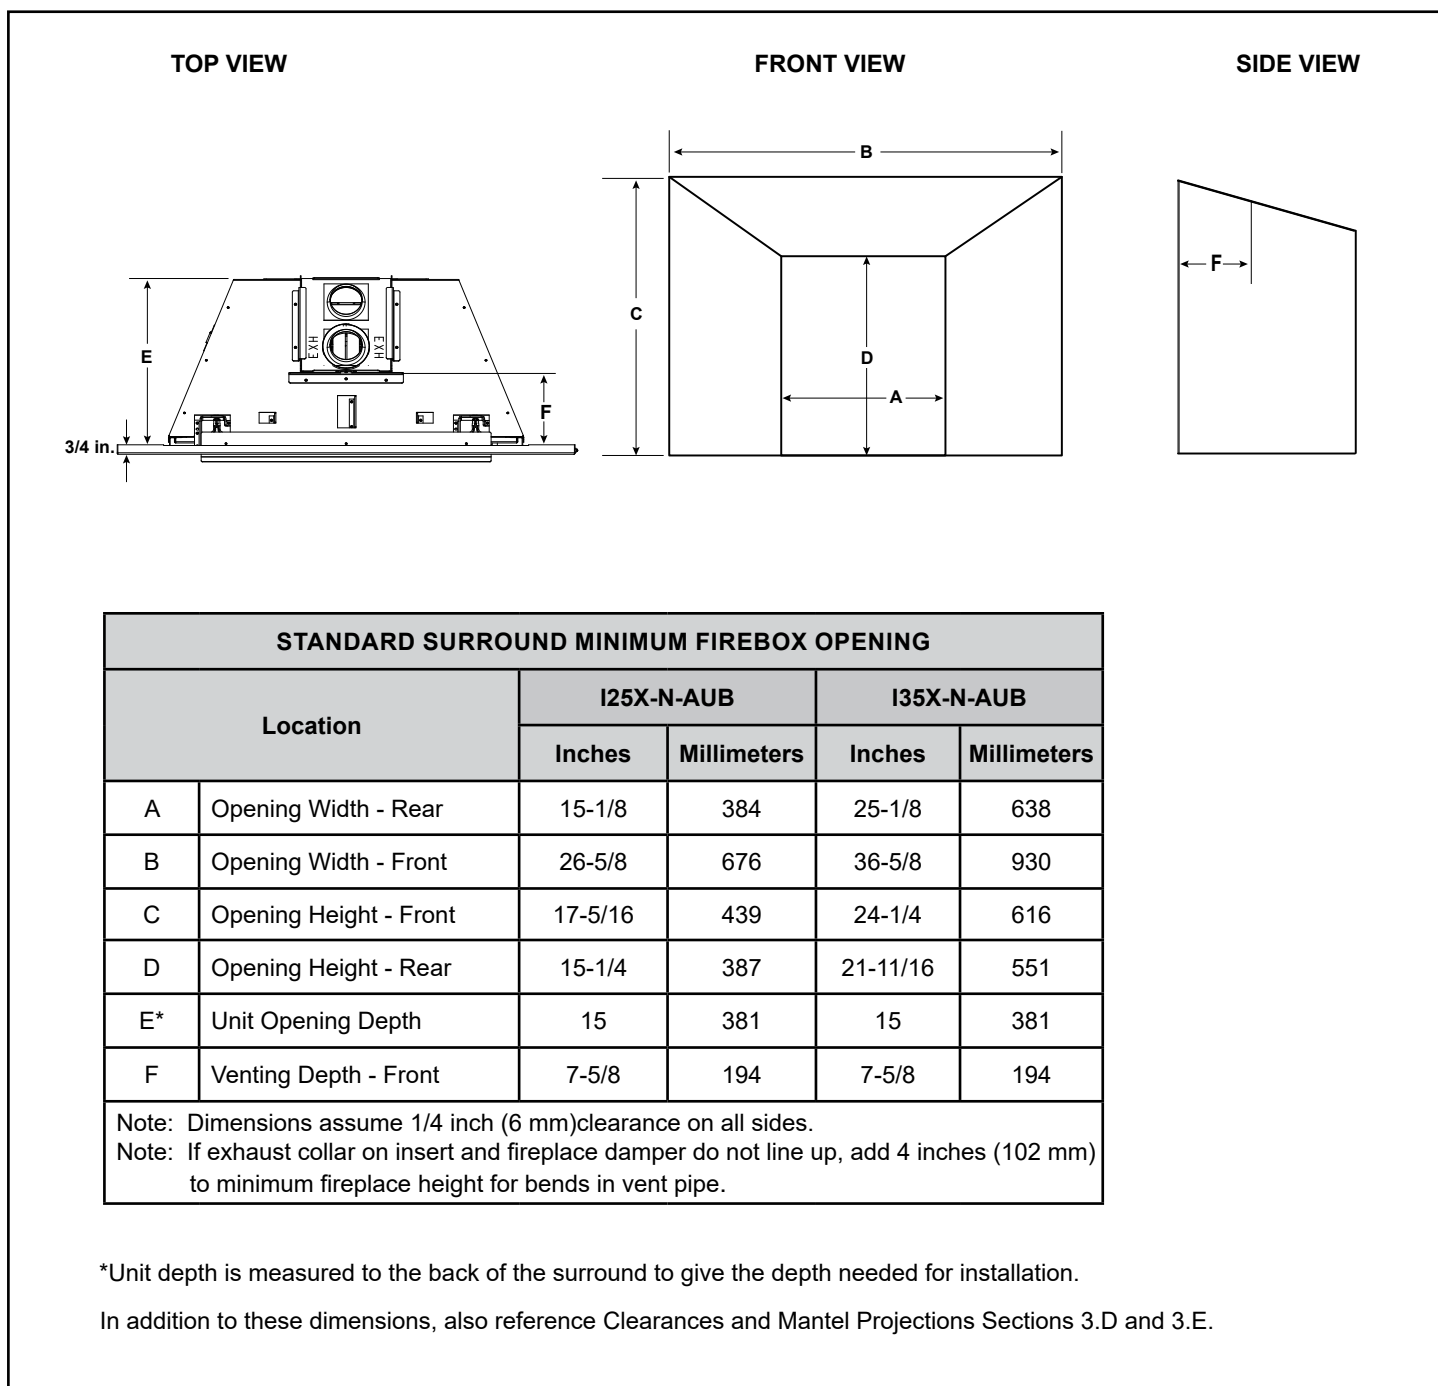 TOP VIEW FRONT VIEW SIDE VIEW
B
C
D
A
F
E
EXH
EXH
F
3/4 in.
STANDARD SURROUND MINIMUM FIREBOX OPENING
Location I25X-N-AUB I35X-N-AUB
Inches Millimeters Inches Millimeters
A Opening Width - Rear 15-1/8 384 25-1/8 638
B Opening Width - Front 26-5/8 676 36-5/8 930
C Opening Height - Front 17-5/16 439 24-1/4 616
D Opening Height - Rear 15-1/4 387 21-11/16 551
E* Unit Opening Depth 15 381 15 381
F Venting Depth - Front 7-5/8 194 7-5/8 194
Note: Dimensions assume 1/4 inch (6 mm)clearance on all sides.
Note: If exhaust collar on insert and fireplace damper do not line up, add 4 inches (102 mm)
to minimum fireplace height for bends in vent pipe.
*Unit depth is measured to the back of the surround to give the depth needed for installation.
In addition to these dimensions, also reference Clearances and Mantel Projections Sections 3.D and 3.E.